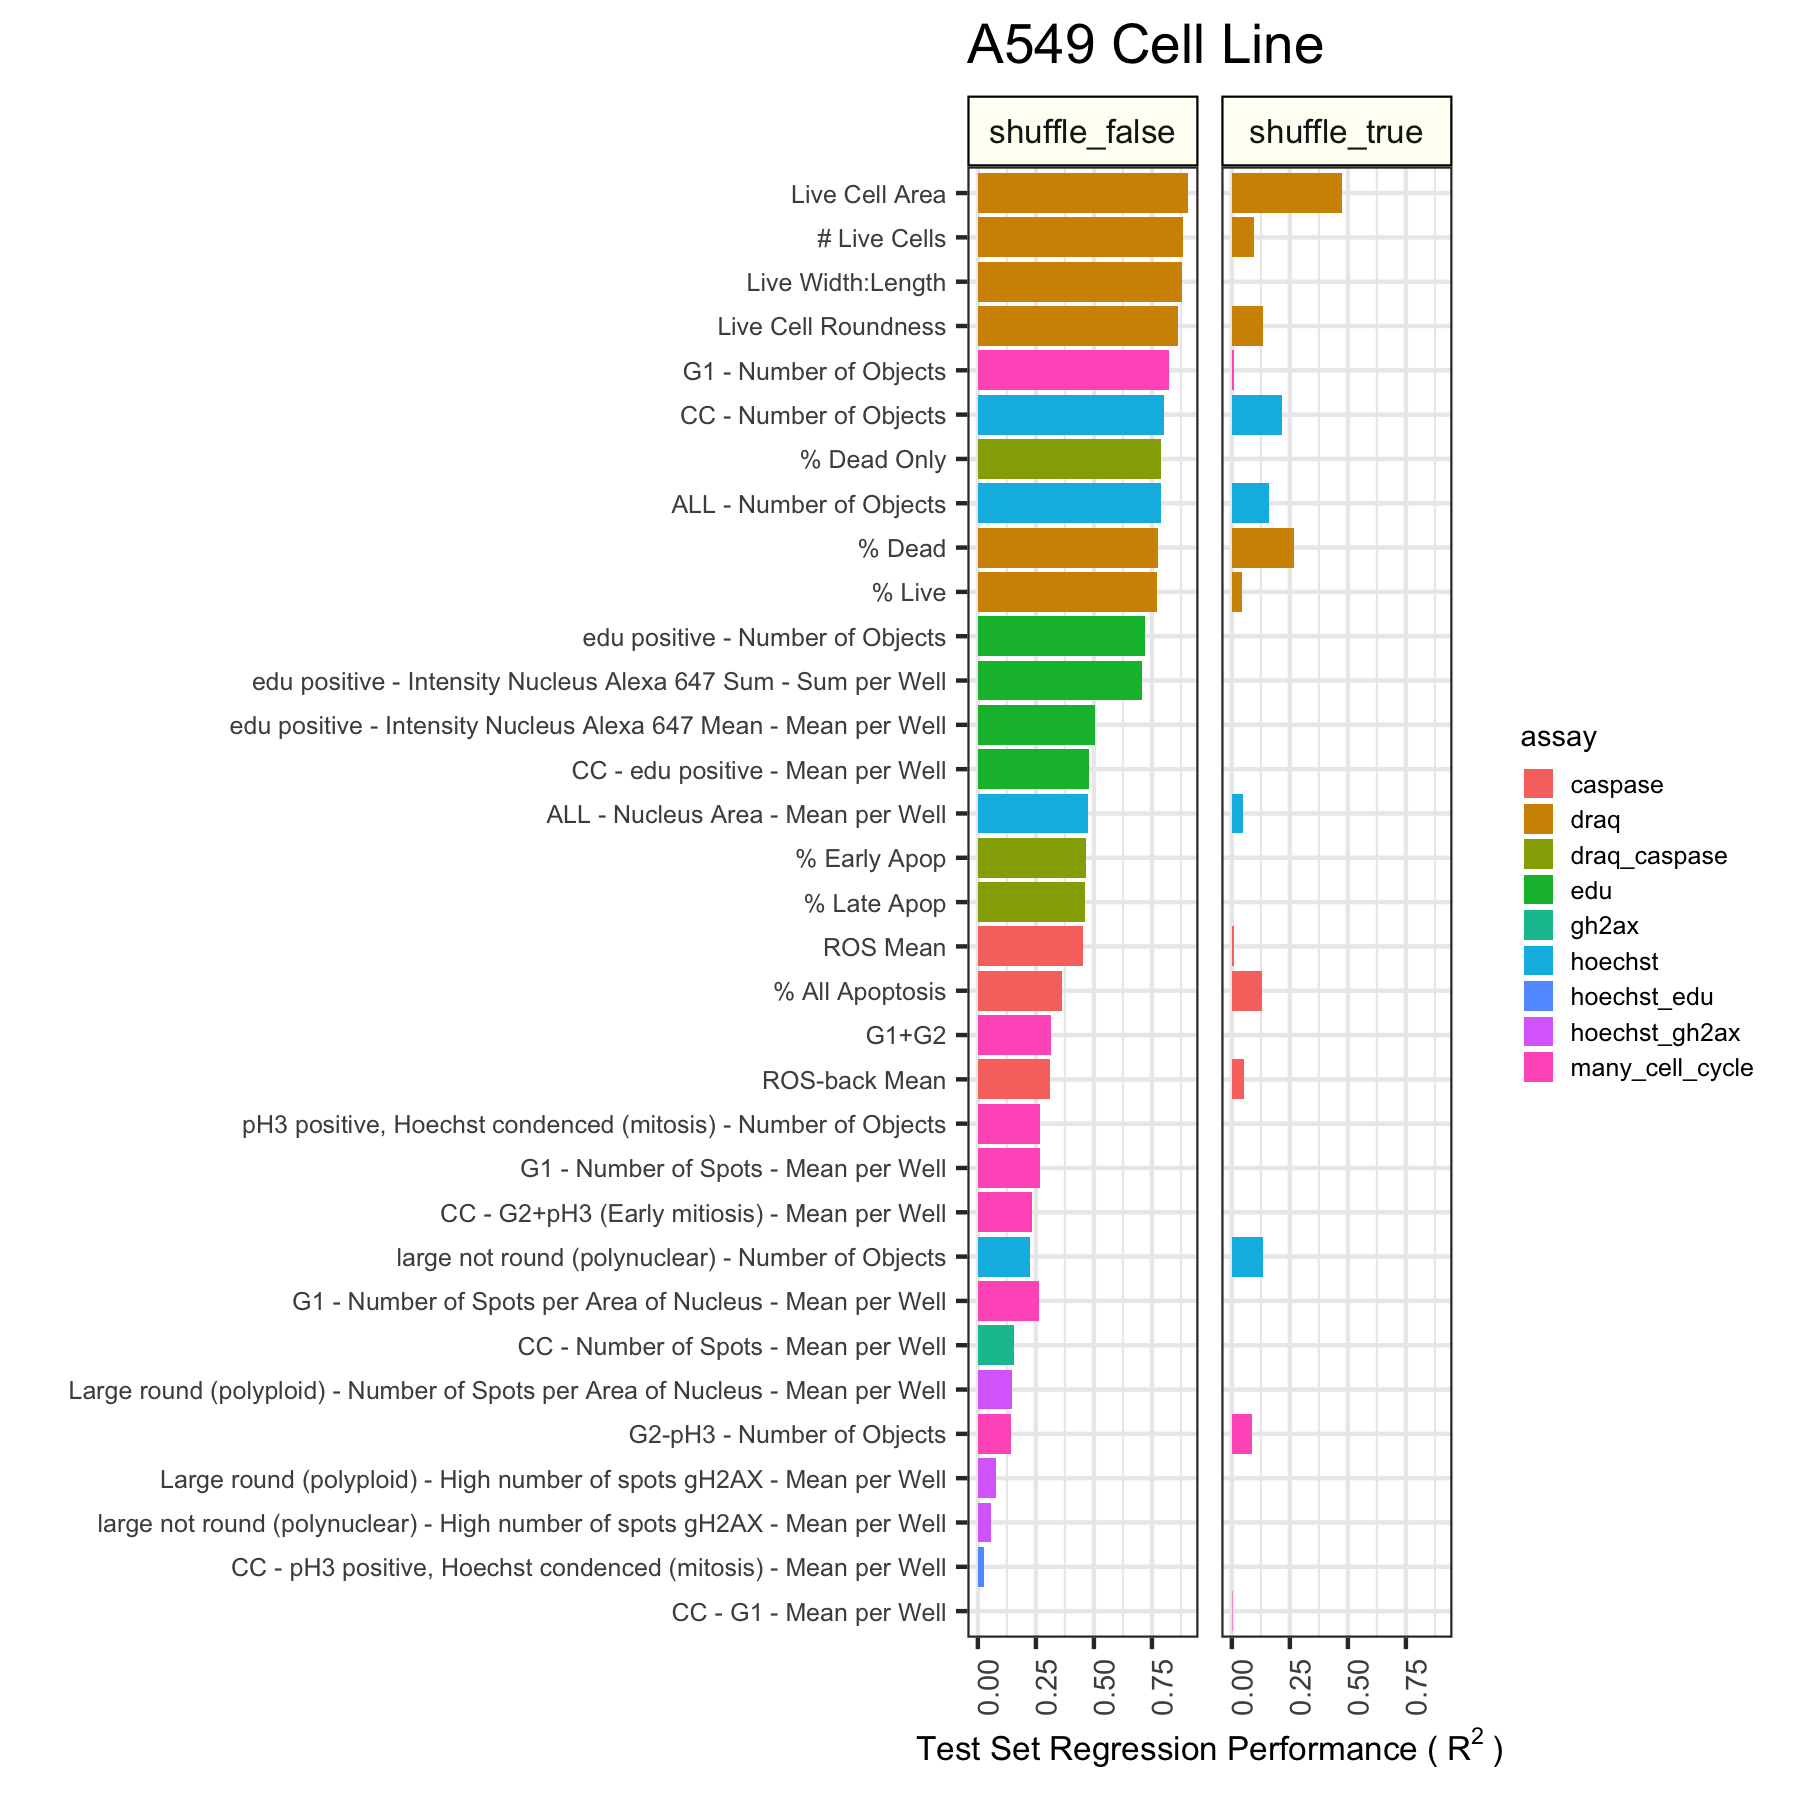 A549 Cell Line
shuffle_false
shuffle_true
Live Cell Area
# Live Cells
Live Width:Length
Live Cell Roundness
G1 - Number of Objects
CC - Number of Objects
% Dead Only
ALL - Number of Objects
% Dead
% Live
edu positive - Number of Objects
edu positive - Intensity Nucleus Alexa 647 Sum - Sum per Well
edu positive - Intensity Nucleus Alexa 647 Mean - Mean per Well
CC - edu positive - Mean per Well
ALL - Nucleus Area - Mean per Well
% Early Apop
% Late Apop
ROS Mean
% All Apoptosis
G1+G2
ROS-back Mean
pH3 positive, Hoechst condenced (mitosis) - Number of Objects
G1 - Number of Spots - Mean per Well
CC - G2+pH3 (Early mitiosis) - Mean per Well
large not round (polynuclear) - Number of Objects
G1 - Number of Spots per Area of Nucleus - Mean per Well
CC - Number of Spots - Mean per Well
Large round (polyploid) - Number of Spots per Area of Nucleus - Mean per Well
G2-pH3 - Number of Objects
Large round (polyploid) - High number of spots gH2AX - Mean per Well
large not round (polynuclear) - High number of spots gH2AX - Mean per Well
CC - pH3 positive, Hoechst condenced (mitosis) - Mean per Well
CC - G1 - Mean per Well
0.00
0.25
0.50
0.75
0.00
0.25
0.50
0.75
Test Set Regression Performance ( R² )
assay
caspase
draq
draq_caspase
edu
gh2ax
hoechst
hoechst_edu
hoechst_gh2ax
many_cell_cycle